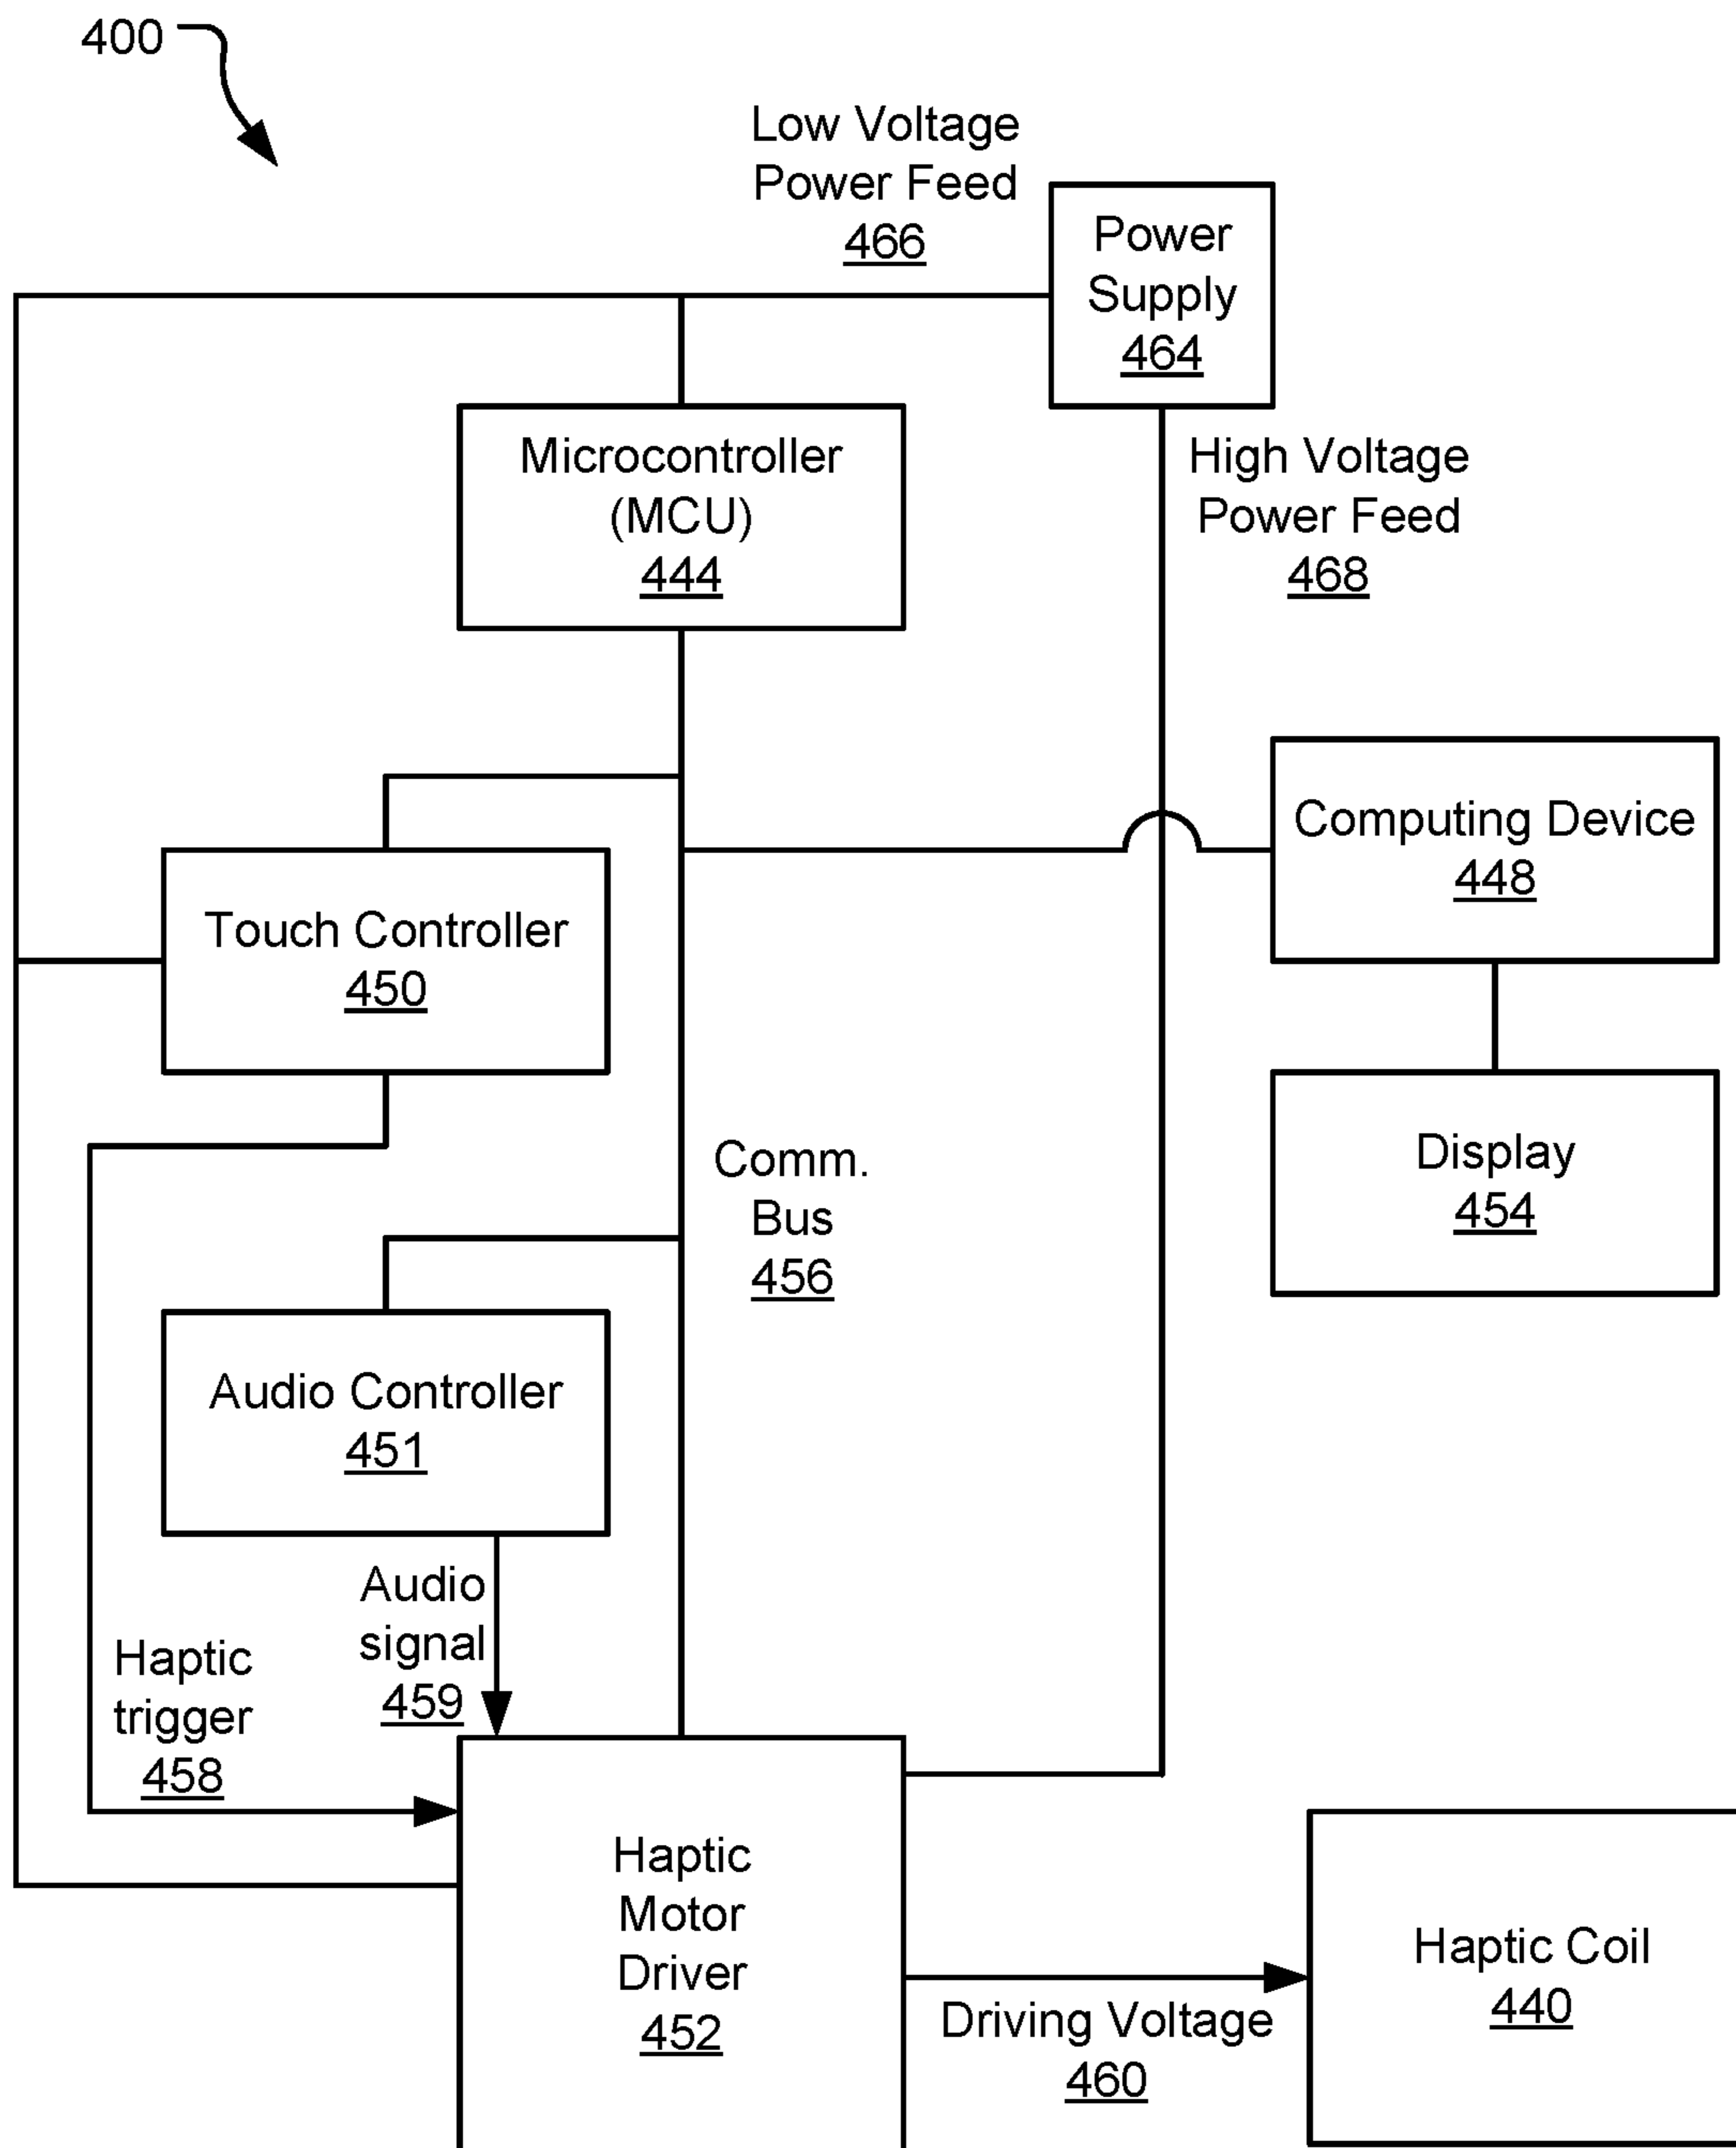 400
Low Voltage
Power Feed
466
Power
Supply
464
Microcontroller
(MCU)
444
High Voltage
Power Feed
468
Computing Device
448
Touch Controller
450
Display
454
Comm.
Bus
456
Audio Controller
451
Audio
signal
459
Haptic
trigger
458
Haptic
Motor
Driver
452
Driving Voltage
460
Haptic Coil
440